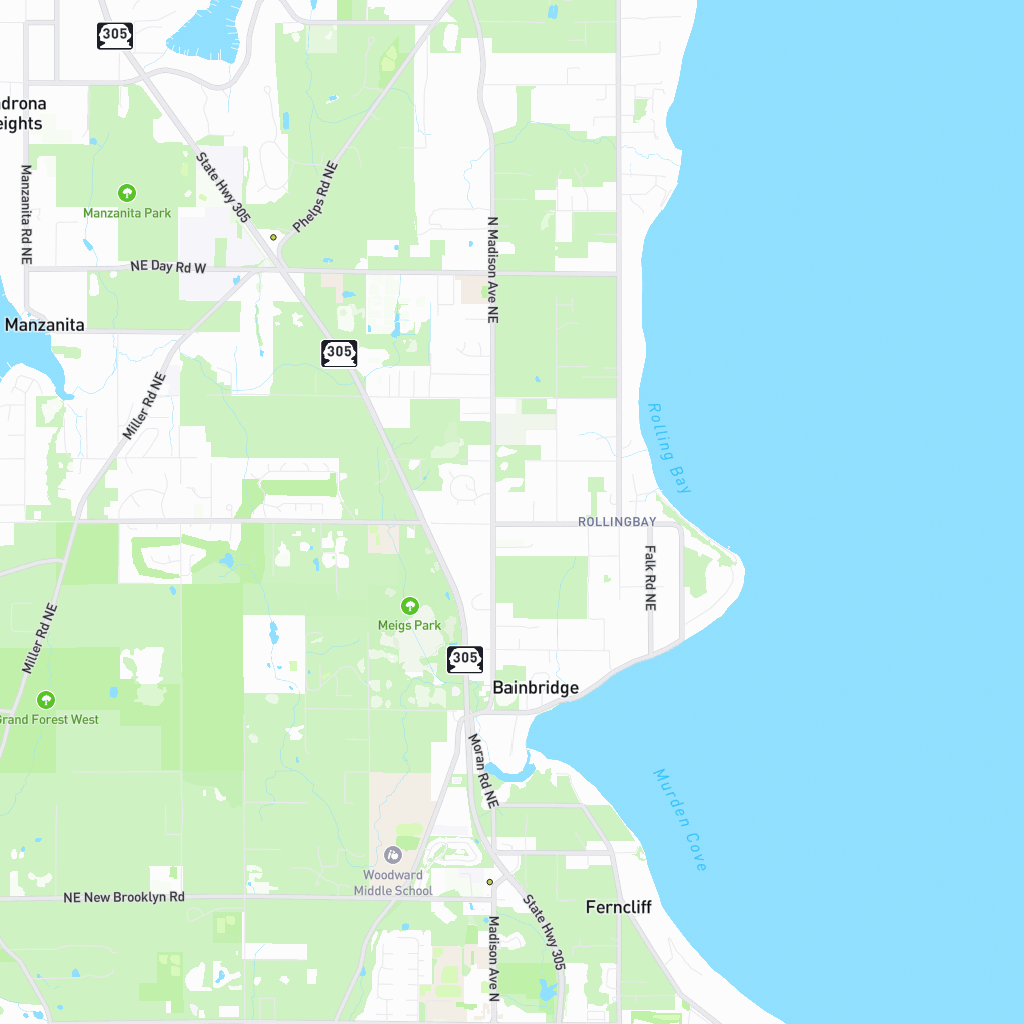 305
drona
eights
State Hwy 305
Phelps Rd NE
Manzanita Rd NE
Manzanita Park
N Madison Ave NE
NE Day Rd W
Manzanita
305
Miller Rd NE
Rolling Bay
ROLLINGBAY
Falk Rd NE
Miller Rd NE
Meigs Park
305
Bainbridge
Grand Forest West
Moran Rd NE
Murden Cove
Woodward
Middle School
NE New Brooklyn Rd
State Hwy 305
Ferncliff
Madison Ave N